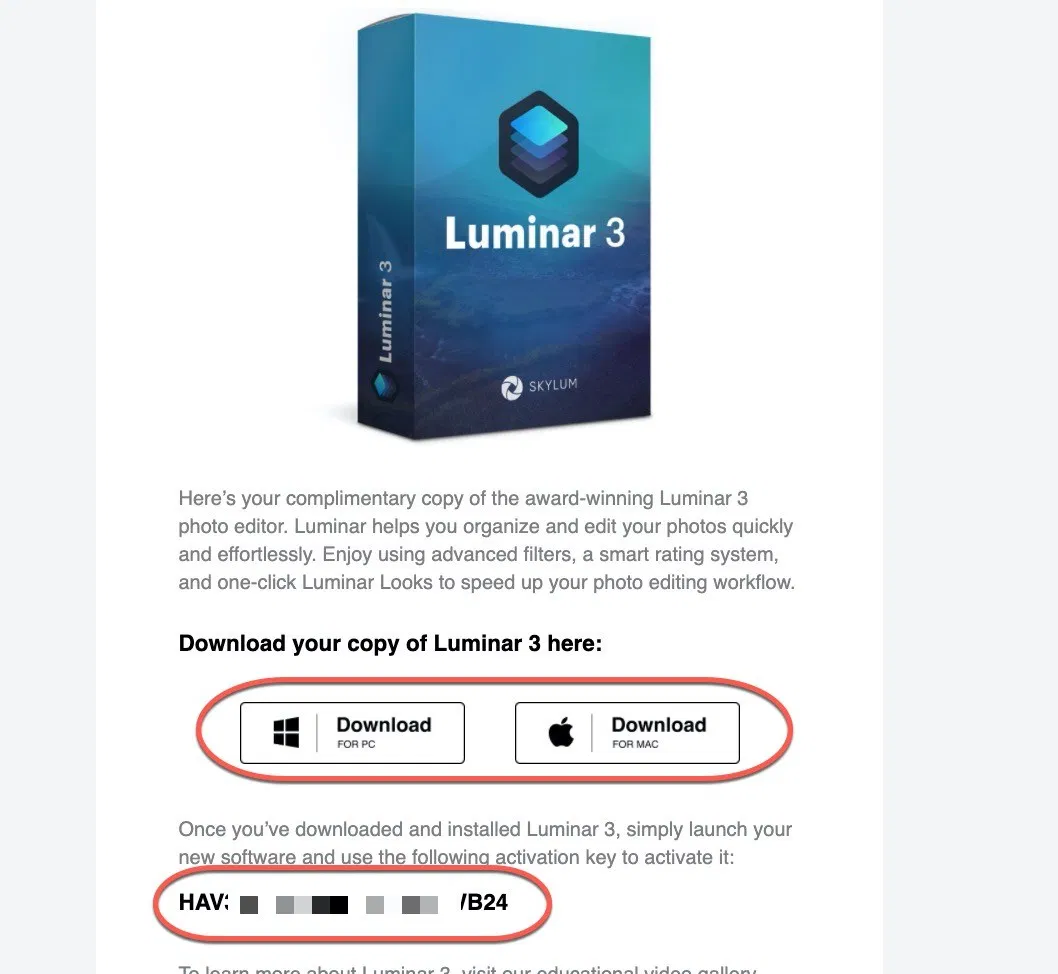 Luminar 3
Luminar 3
SKYLUM
Here’s your complimentary copy of the award-winning Luminar 3
photo editor. Luminar helps you organize and edit your photos quickly
and effortlessly. Enjoy using advanced filters, a smart rating system,
and one-click Luminar Looks to speed up your photo editing workflow.
Download your copy of Luminar 3 here:
Download
FOR PC
Download
FOR MAC
Once you’ve downloaded and installed Luminar 3, simply launch your
new software and use the following activation key to activate it:
To learn more about Luminar 3, visit our educational video gallery